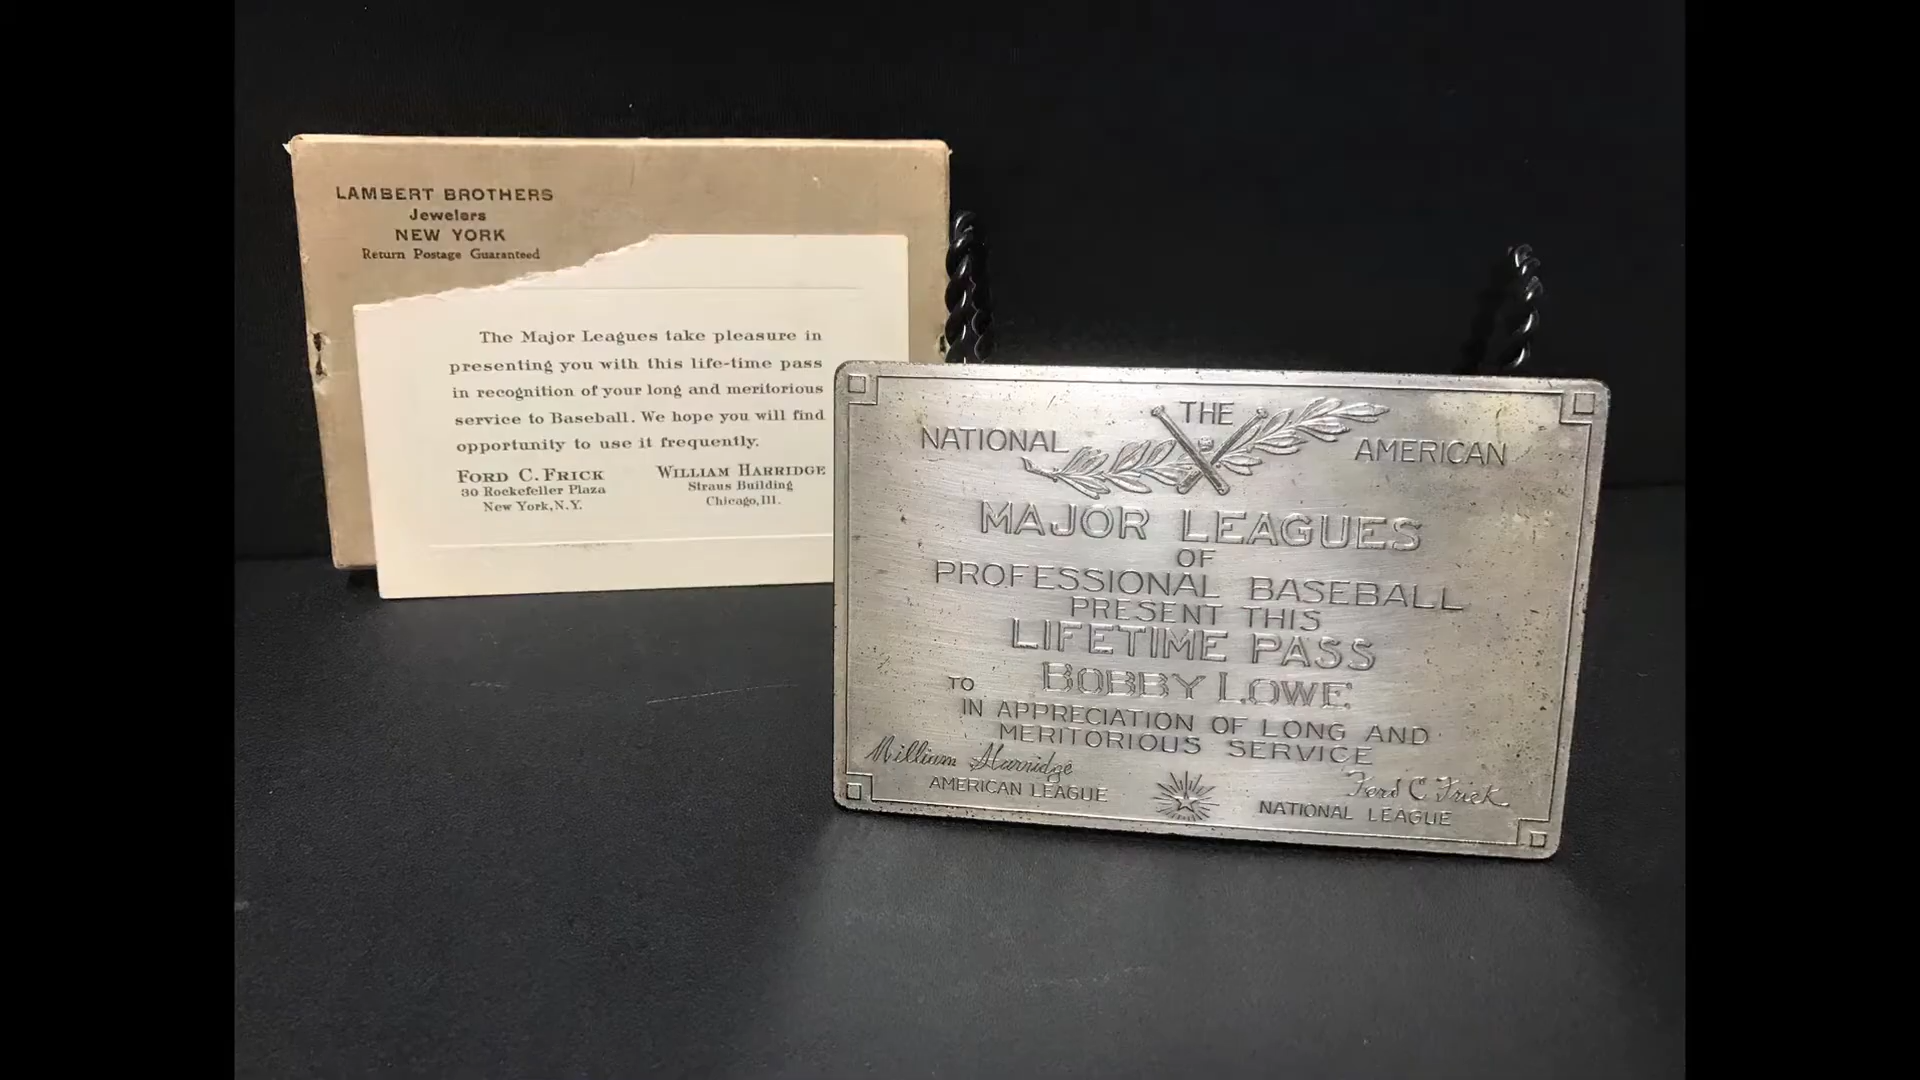 LAMBERT BROTHERS
Jewelers
NEW YORK
Return Postage Guaranteed
The Major Leagues take pleasure in
presenting you with this life-time pass
in recognition of your long and meritorious
service to Baseball. We hope you will find
opportunity to use it frequently.
FORD C. FRICK
30 Rockefeller Plaza
New York, N.Y.
WILLIAM HARRIDGE
Straus Building
Chicago, Ill.
THE
NATIONAL AMERICAN
MAJOR LEAGUES
OF
PROFESSIONAL BASEBALL
PRESENT THIS
LIFETIME PASS
TO BOBBY LOWE
IN APPRECIATION OF LONG AND
MERITORIOUS SERVICE
William Harridge
AMERICAN LEAGUE
Ford C Frick
NATIONAL LEAGUE